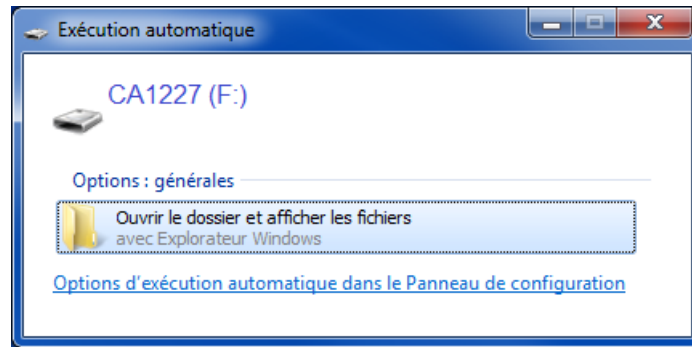 Exécution automatique
CA1227 (F:)
Options : générales
Ouvrir le dossier et afficher les fichiers
avec Explorateur Windows
Options d'exécution automatique dans le Panneau de configuration